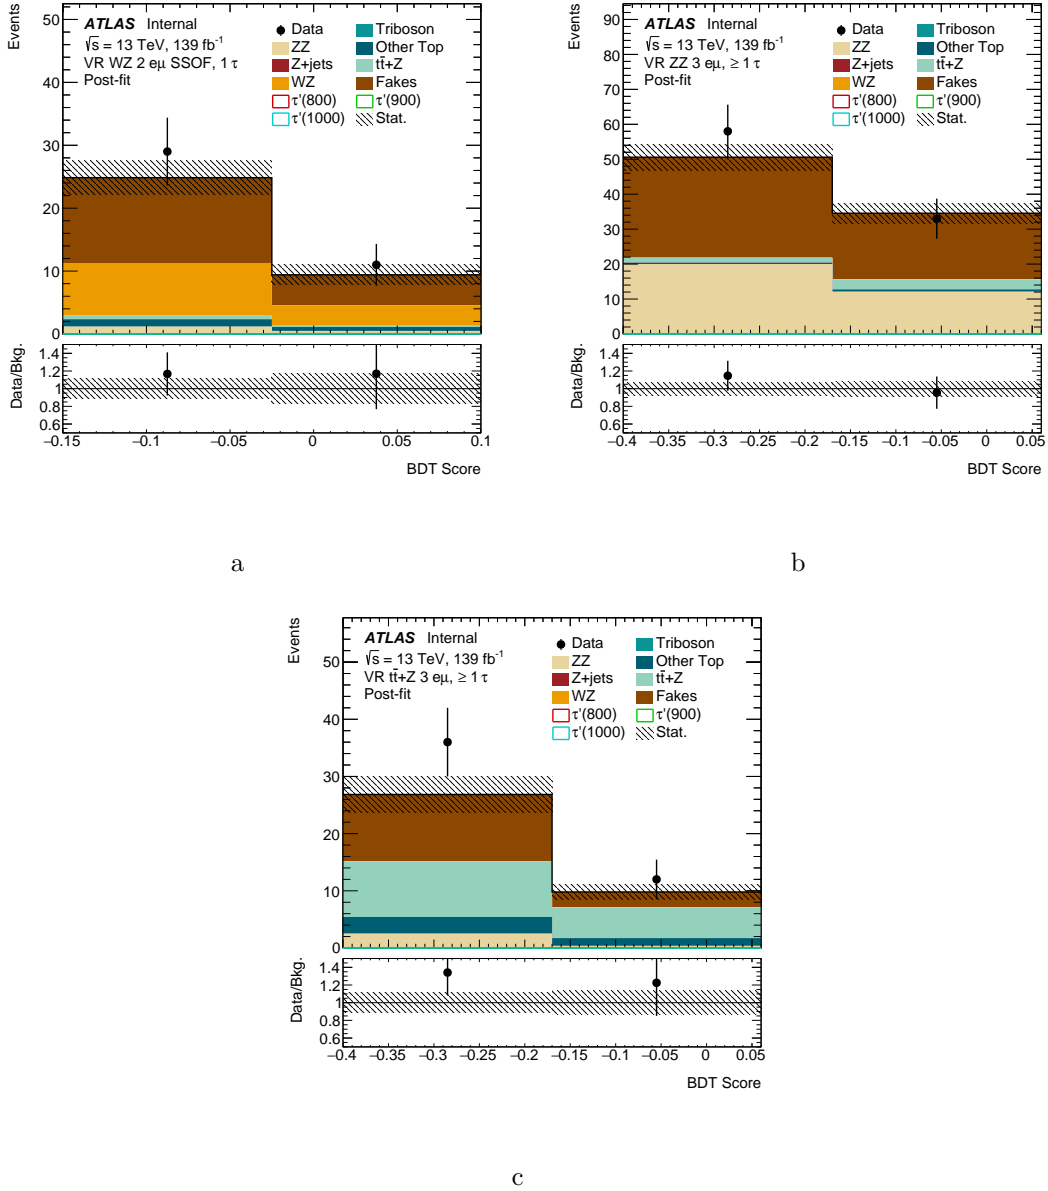 Events
50
40
30
20
10
0
ATLAS Internal
√s = 13 TeV, 139 fb⁻¹
VR WZ 2 eμ SSOF, 1 τ
Post-fit
Data
ZZ
Z+jets
WZ
τ'(800)
τ'(1000)
Triboson
Other Top
tt̄+Z
Fakes
τ'(900)
Stat.
Data/Bkg.
1.4
1.2
1
0.8
0.6
−0.15 −0.1 −0.05 0 0.05 0.1
BDT Score
a
Events
90
80
70
60
50
40
30
20
10
0
ATLAS Internal
√s = 13 TeV, 139 fb⁻¹
VR ZZ 3 eμ, ≥ 1 τ
Post-fit
Data
ZZ
Z+jets
WZ
τ'(800)
τ'(1000)
Triboson
Other Top
tt̄+Z
Fakes
τ'(900)
Stat.
Data/Bkg.
1.4
1.2
1
0.8
0.6
−0.4 −0.35 −0.3 −0.25 −0.2 −0.15 −0.1 −0.05 0 0.05
BDT Score
b
Events
50
40
30
20
10
0
ATLAS Internal
√s = 13 TeV, 139 fb⁻¹
VR tt̄+Z 3 eμ, ≥ 1 τ
Post-fit
Data
ZZ
Z+jets
WZ
τ'(800)
τ'(1000)
Triboson
Other Top
tt̄+Z
Fakes
τ'(900)
Stat.
Data/Bkg.
1.4
1.2
1
0.8
0.6
−0.4 −0.35 −0.3 −0.25 −0.2 −0.15 −0.1 −0.05 0 0.05
BDT Score
c